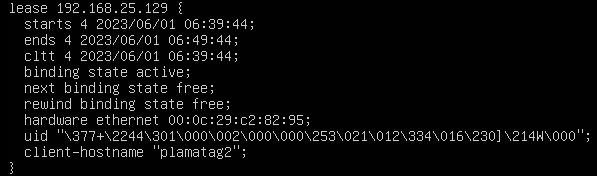 lease 192.168.25.129 {
  starts 4 2023/06/01 06:39:44;
  ends 4 2023/06/01 06:49:44;
  cltt 4 2023/06/01 06:39:44;
  binding state active;
  next binding state free;
  rewind binding state free;
  hardware ethernet 00:0c:29:c2:82:95;
  uid "\377+\2244\301\000\002\000\000\253\021\012\334\016\230]\214W\000";
  client-hostname "plamatag2";
}